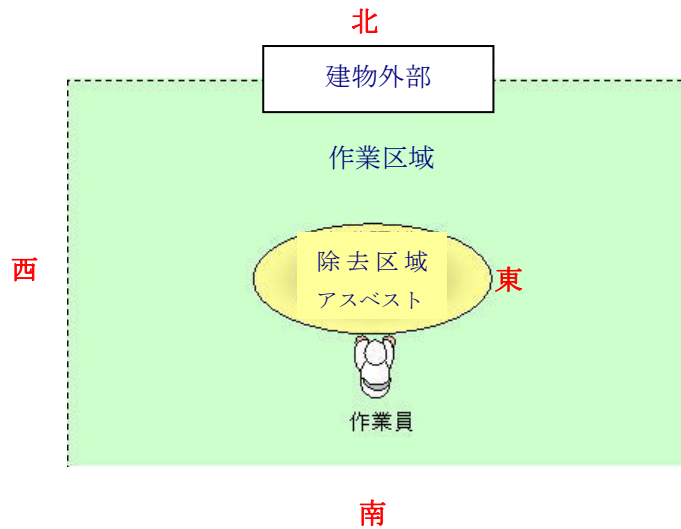 北
建物外部
作業区域
西
除去区域
東
アスベスト
作業員
南